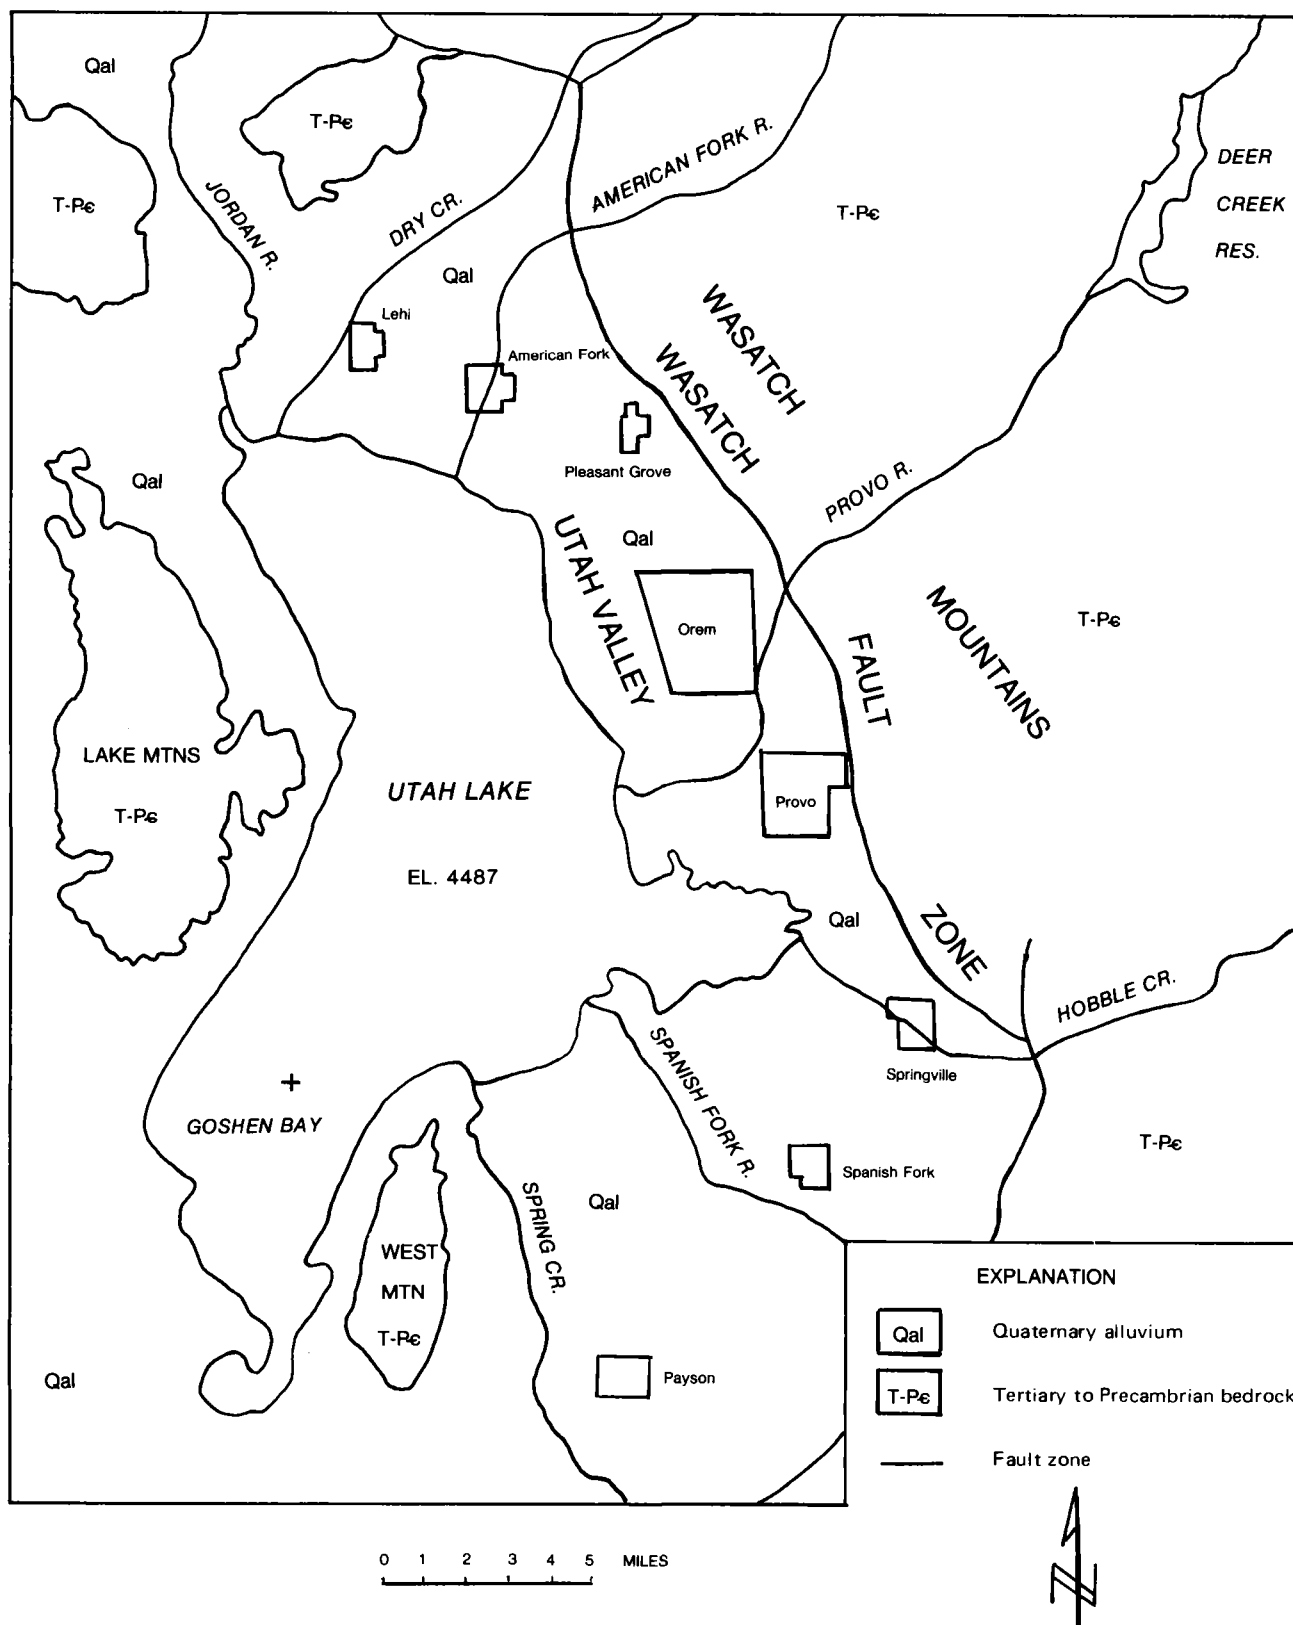 Qal
T-P€
T-P€
JORDAN R.
DRY CR.
AMERICAN FORK R.
T-P€
DEER
CREEK
RES.
Qal
Lehi
American Fork
WASATCH
WASATCH
Pleasant Grove
Qal
PROVO R.
Qal
UTAH VALLEY
Orem
FAULT
MOUNTAINS
T-P€
LAKE MTNS
T-P€
UTAH LAKE
EL. 4487
Provo
Qal
ZONE
HOBBLE CR.
Springville
SPANISH FORK R.
+
GOSHEN BAY
T-P€
Spanish Fork
Qal
SPRING CR.
WEST
MTN
T-P€
Qal
Payson
EXPLANATION
Qal Quaternary alluvium
T-P€ Tertiary to Precambrian bedrock
Fault zone
0 1 2 3 4 5 MILES
N